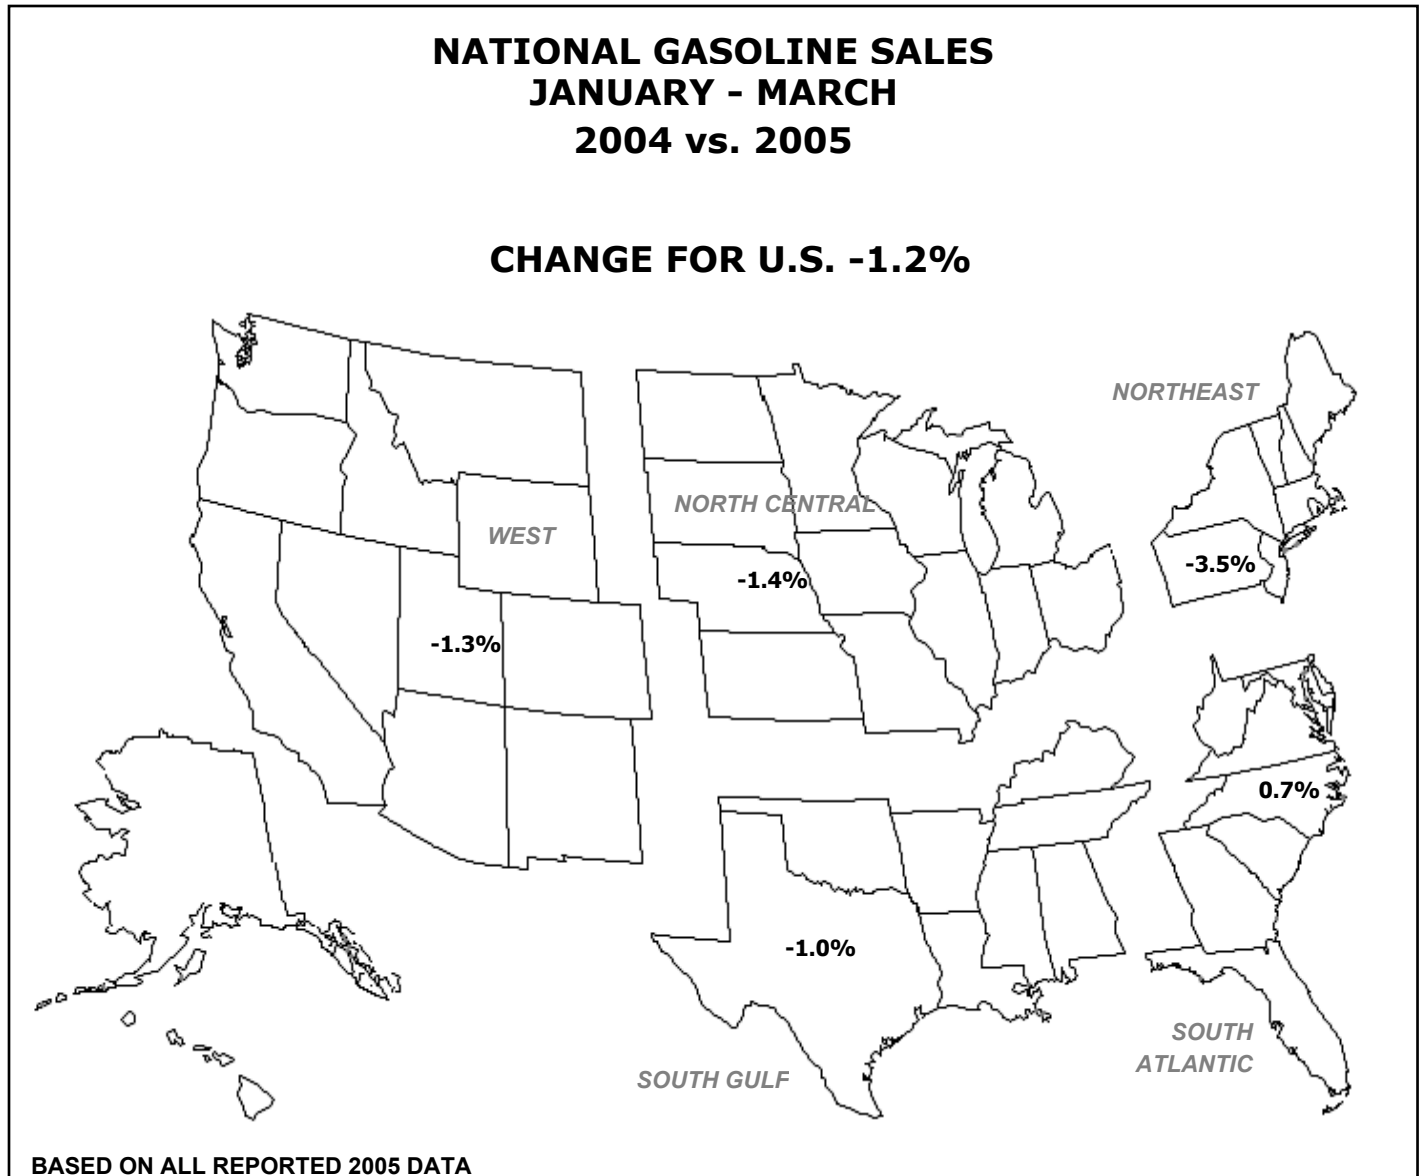 NATIONAL GASOLINE SALES
JANUARY - MARCH
2004 vs. 2005
CHANGE FOR U.S. -1.2%
NORTHEAST
NORTH CENTRAL
WEST
-3.5%
-1.4%
-1.3%
0.7%
-1.0%
SOUTH
ATLANTIC
SOUTH GULF
BASED ON ALL REPORTED 2005 DATA